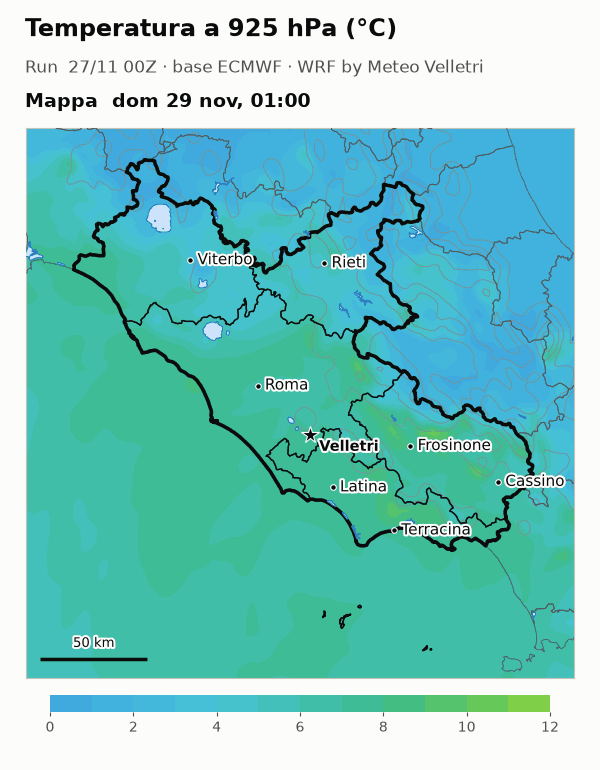 Temperatura a 925 hPa (°C)
Run  27/11 00Z · base ECMWF · WRF by Meteo Velletri
Mappa  dom 29 nov, 01:00
Viterbo
Rieti
Roma
Velletri
Frosinone
Cassino
Latina
Terracina
50 km
0 2 4 6 8 10 12